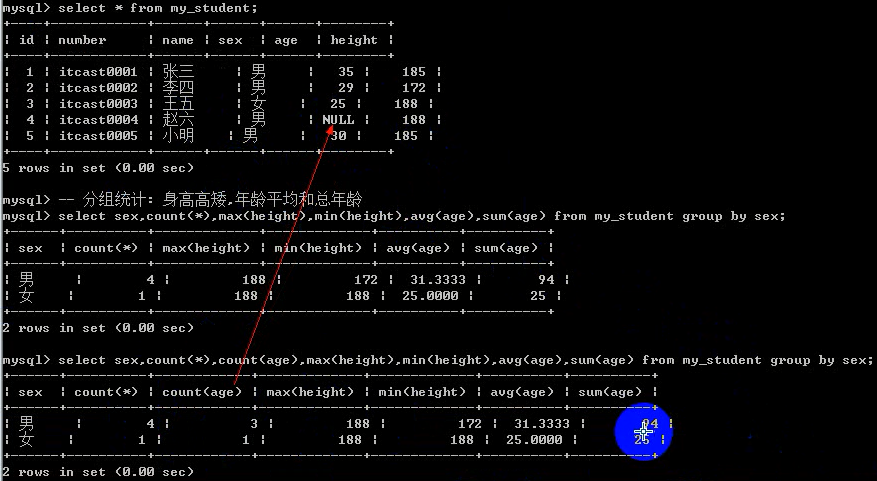 mysql> select * from my_student;
+----+------------+------+-----+-----+--------+
| id | number | name | sex | age | height |
+----+------------+------+-----+-----+--------+
| 1 | itcast0001 | 张三 | 男 | 35 | 185 |
| 2 | itcast0002 | 李四 | 男 | 29 | 172 |
| 3 | itcast0003 | 王五 | 女 | 25 | 188 |
| 4 | itcast0004 | 赵六 | 男 | NULL | 188 |
| 5 | itcast0005 | 小明 | 男 | 30 | 185 |
+----+------------+------+-----+-----+--------+
5 rows in set (0.00 sec)
mysql> -- 分组统计: 身高高矮,年龄平均和总年龄
mysql> select sex,count(*),max(height),min(height),avg(age),sum(age) from my_student group by sex;
+-----+----------+-------------+-------------+----------+----------+
| sex | count(*) | max(height) | min(height) | avg(age) | sum(age) |
+-----+----------+-------------+-------------+----------+----------+
| 男 | 4 | 188 | 172 | 31.3333 | 94 |
| 女 | 1 | 188 | 188 | 25.0000 | 25 |
+-----+----------+-------------+-------------+----------+----------+
2 rows in set (0.00 sec)
mysql> select sex,count(*),count(age),max(height),min(height),avg(age),sum(age) from my_student group by sex;
+-----+----------+------------+-------------+-------------+----------+----------+
| sex | count(*) | count(age) | max(height) | min(height) | avg(age) | sum(age) |
+-----+----------+------------+-------------+-------------+----------+----------+
| 男 | 4 | 3 | 188 | 172 | 31.3333 | 94 |
| 女 | 1 | 1 | 188 | 188 | 25.0000 | 25 |
+-----+----------+------------+-------------+-------------+----------+----------+
2 rows in set (0.00 sec)